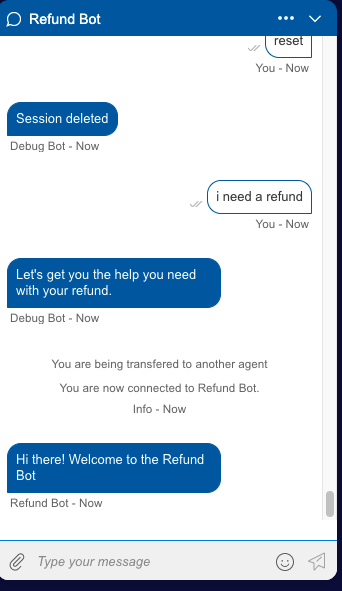 Refund Bot
reset
You - Now
Session deleted
Debug Bot - Now
i need a refund
You - Now
Let's get you the help you need
with your refund.
Debug Bot - Now
You are being transfered to another agent
You are now connected to Refund Bot.
Info - Now
Hi there! Welcome to the Refund
Bot
Refund Bot - Now
Type your message